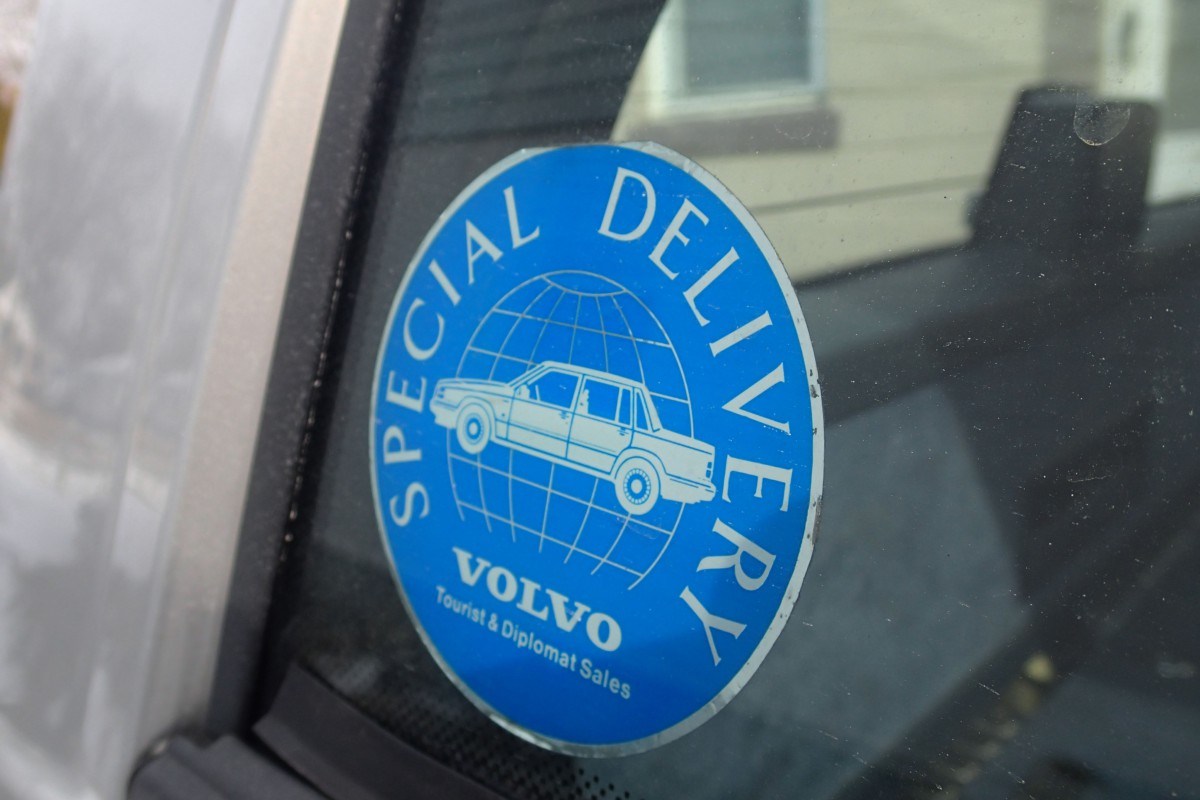 SPECIAL DELIVERY
VOLVO
Tourist & Diplomat Sales